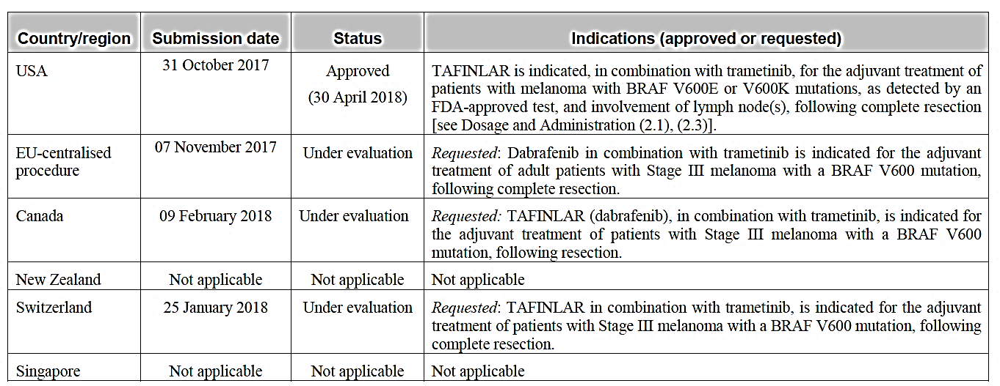 Country/region Submission date Status Indications (approved or requested)
USA 31 October 2017 Approved TAFINLAR is indicated, in combination with trametinib, for the adjuvant treatment of
(30 April 2018) patients with melanoma with BRAF V600E or V600K mutations, as detected by an
FDA-approved test, and involvement of lymph node(s), following complete resection
[see Dosage and Administration (2.1), (2.3)].
EU-centralised 07 November 2017 Under evaluation Requested: Dabrafenib in combination with trametinib is indicated for the adjuvant
procedure treatment of adult patients with Stage III melanoma with a BRAF V600 mutation,
following complete resection.
Canada 09 February 2018 Under evaluation Requested: TAFINLAR (dabrafenib), in combination with trametinib, is indicated for
the adjuvant treatment of patients with Stage III melanoma with a BRAF V600
mutation, following resection.
New Zealand Not applicable Not applicable Not applicable
Switzerland 25 January 2018 Under evaluation Requested: TAFINLAR in combination with trametinib, is indicated for the adjuvant
treatment of patients with Stage III melanoma with a BRAF V600 mutation, following
complete resection.
Singapore Not applicable Not applicable Not applicable